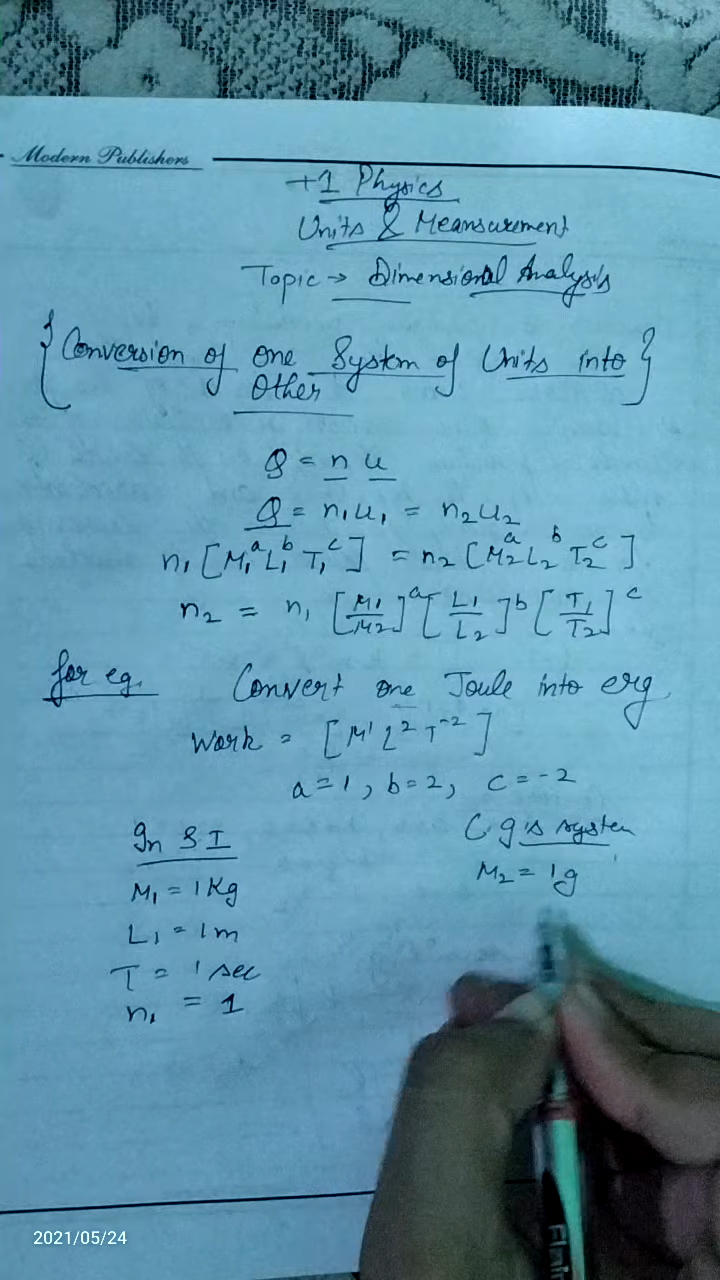 Modern Publishers
+1 Physics
Units & Meansurement
Topic → Dimensional Analysis
{Conversion of one System of Units into Other}
Q = n u
Q = n₁u₁ = n₂u₂
n₁ [M₁ᵃ L₁ᵇ T₁ᶜ] = n₂ [M₂ᵃ L₂ᵇ T₂ᶜ]
n₂ = n₁ [M₁/M₂]ᵃ [L₁/L₂]ᵇ [T₁/T₂]ᶜ
for eg. Convert one Joule into erg
Work = [M¹ L² T⁻²]
a=1, b=2, c=-2
In SI
M₁ = 1Kg
L₁ = 1m
T = 1 sec
n₁ = 1
C g s system
M₂ = 1g
Flair
2021/05/24